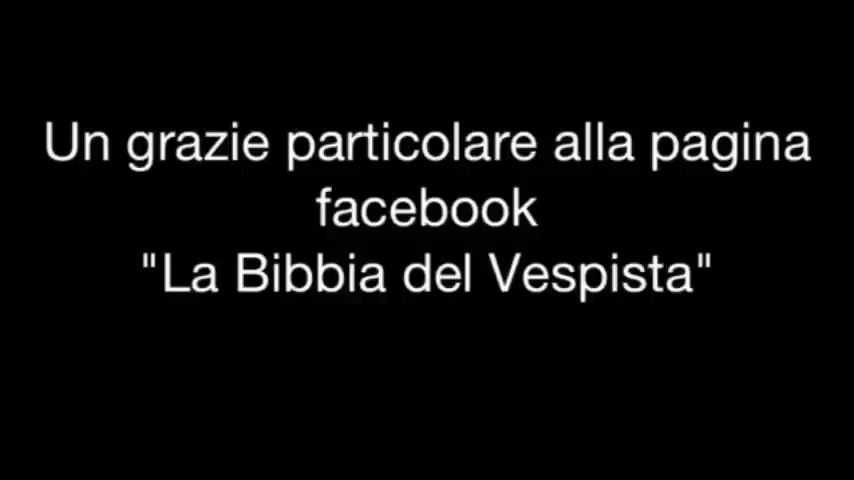 Un grazie particolare alla pagina
facebook
"La Bibbia del Vespista"